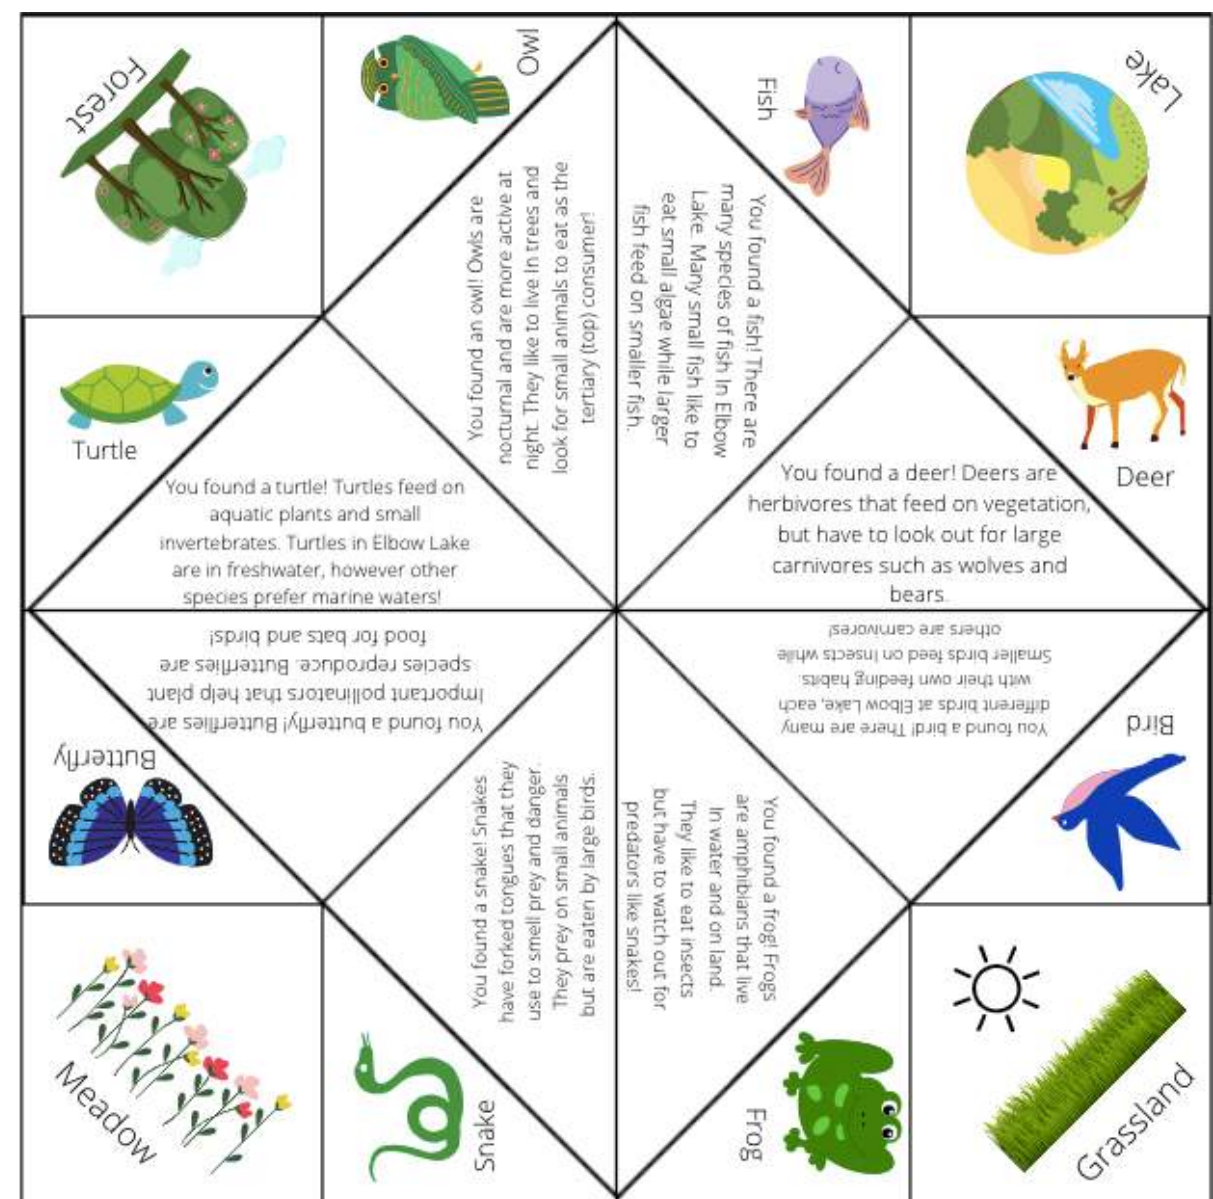 Forest
Owl
Fish
Lake
You found an owl! Owls are
nocturnal and are more active at
night. They like to live In trees and
look for small animals to eat as the
tertiary (top) consumer!
You found a fish! There are
many species of fish In Elbow
Lake. Many small fish like to
eat small algae while larger
fish feed on smaller fish.
Turtle
You found a turtle! Turtles feed on
aquatic plants and small
invertebrates. Turtles in Elbow Lake
are in freshwater, however other
species prefer marine waters!
Deer
You found a deer! Deers are
herbivores that feed on vegetation,
but have to look out for large
carnivores such as wolves and
bears.
Butterfly
You found a butterfly! Butterflies are
Important pollinators that help plant
species reproduce. Butterflies are
food for bats and birds!
Bird
You found a bird! There are many
different birds at Elbow Lake, each
with their own feeding habits.
Smaller birds feed on Insects while
others are carnivores!
You found a snake! Snakes
have forked tongues that they
use to smell prey and danger.
They prey on small animals
but are eaten by large birds.
You found a frog! Frogs
are amphibians that live
In water and on land.
They like to eat insects
but have to watch out for
predators like snakes!
Meadow
Snake
Frog
Grassland